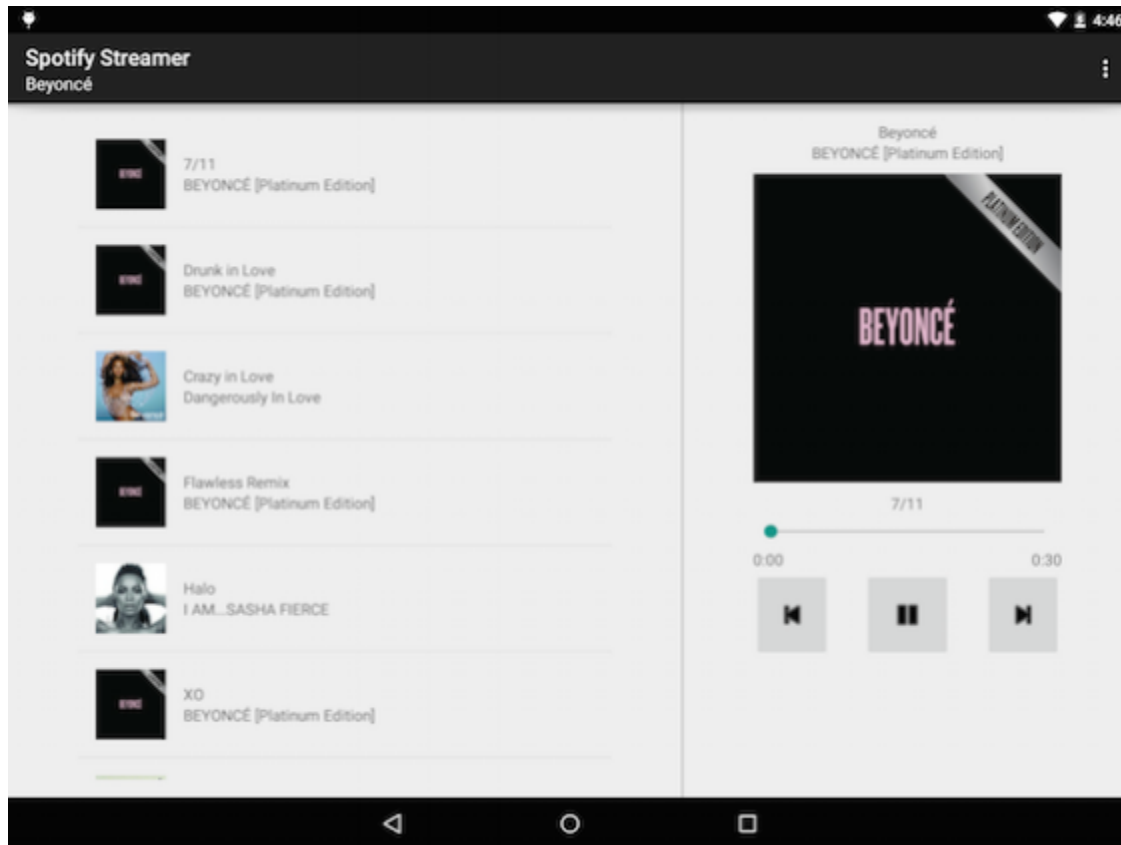 4:46
Spotify Streamer
Beyoncé
7/11
BEYONCÉ [Platinum Edition]
Drunk in Love
BEYONCÉ [Platinum Edition]
Crazy in Love
Dangerously In Love
Flawless Remix
BEYONCÉ [Platinum Edition]
Halo
I AM...SASHA FIERCE
XO
BEYONCÉ [Platinum Edition]
Beyoncé
BEYONCÉ [Platinum Edition]
PLATINUM EDITION
BEYONCÉ
7/11
0:00 0:30